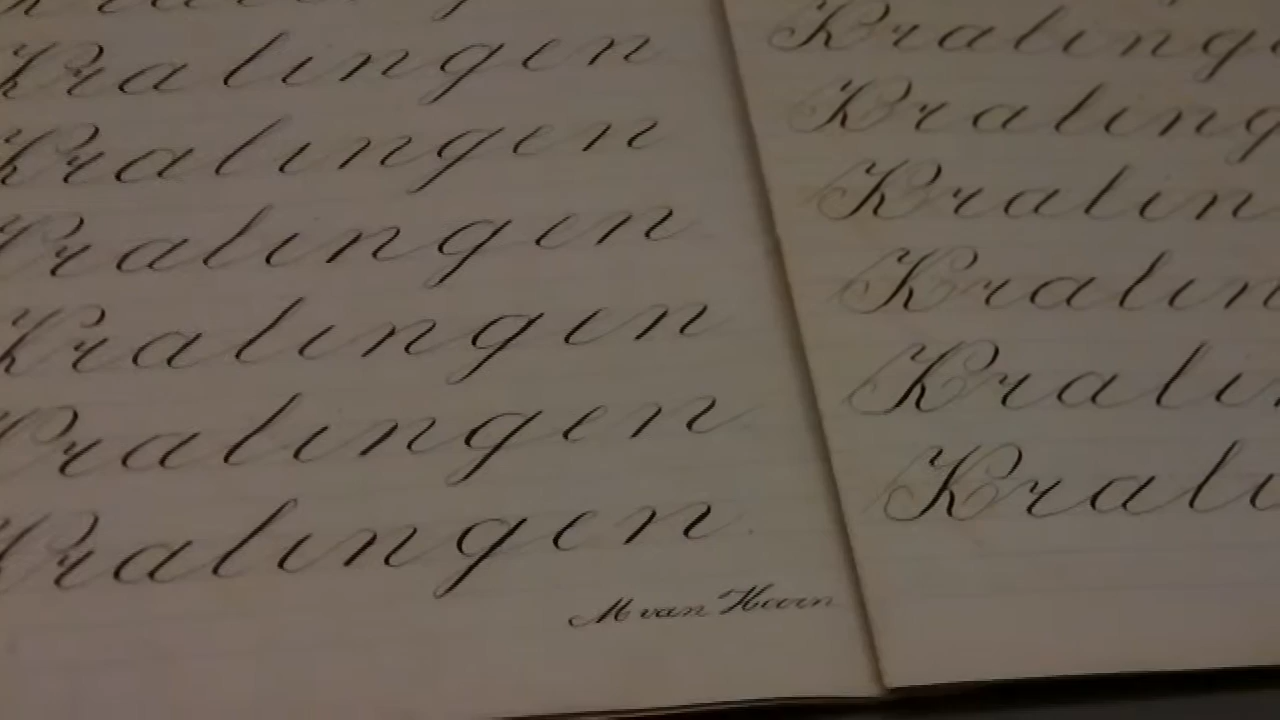 Kralingen
Kralingen
Kralingen
Kralingen
Kralingen
Kralingen.
M van Hoorn
Kralinge
Kraling
Kralin
Kralin
Krali
Krali